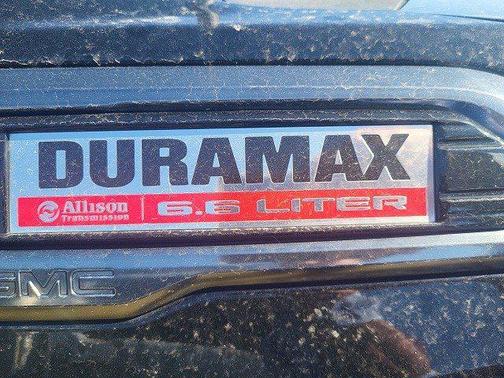 DURAMAX
Allison
Transmission
6.6 LITER
GMC